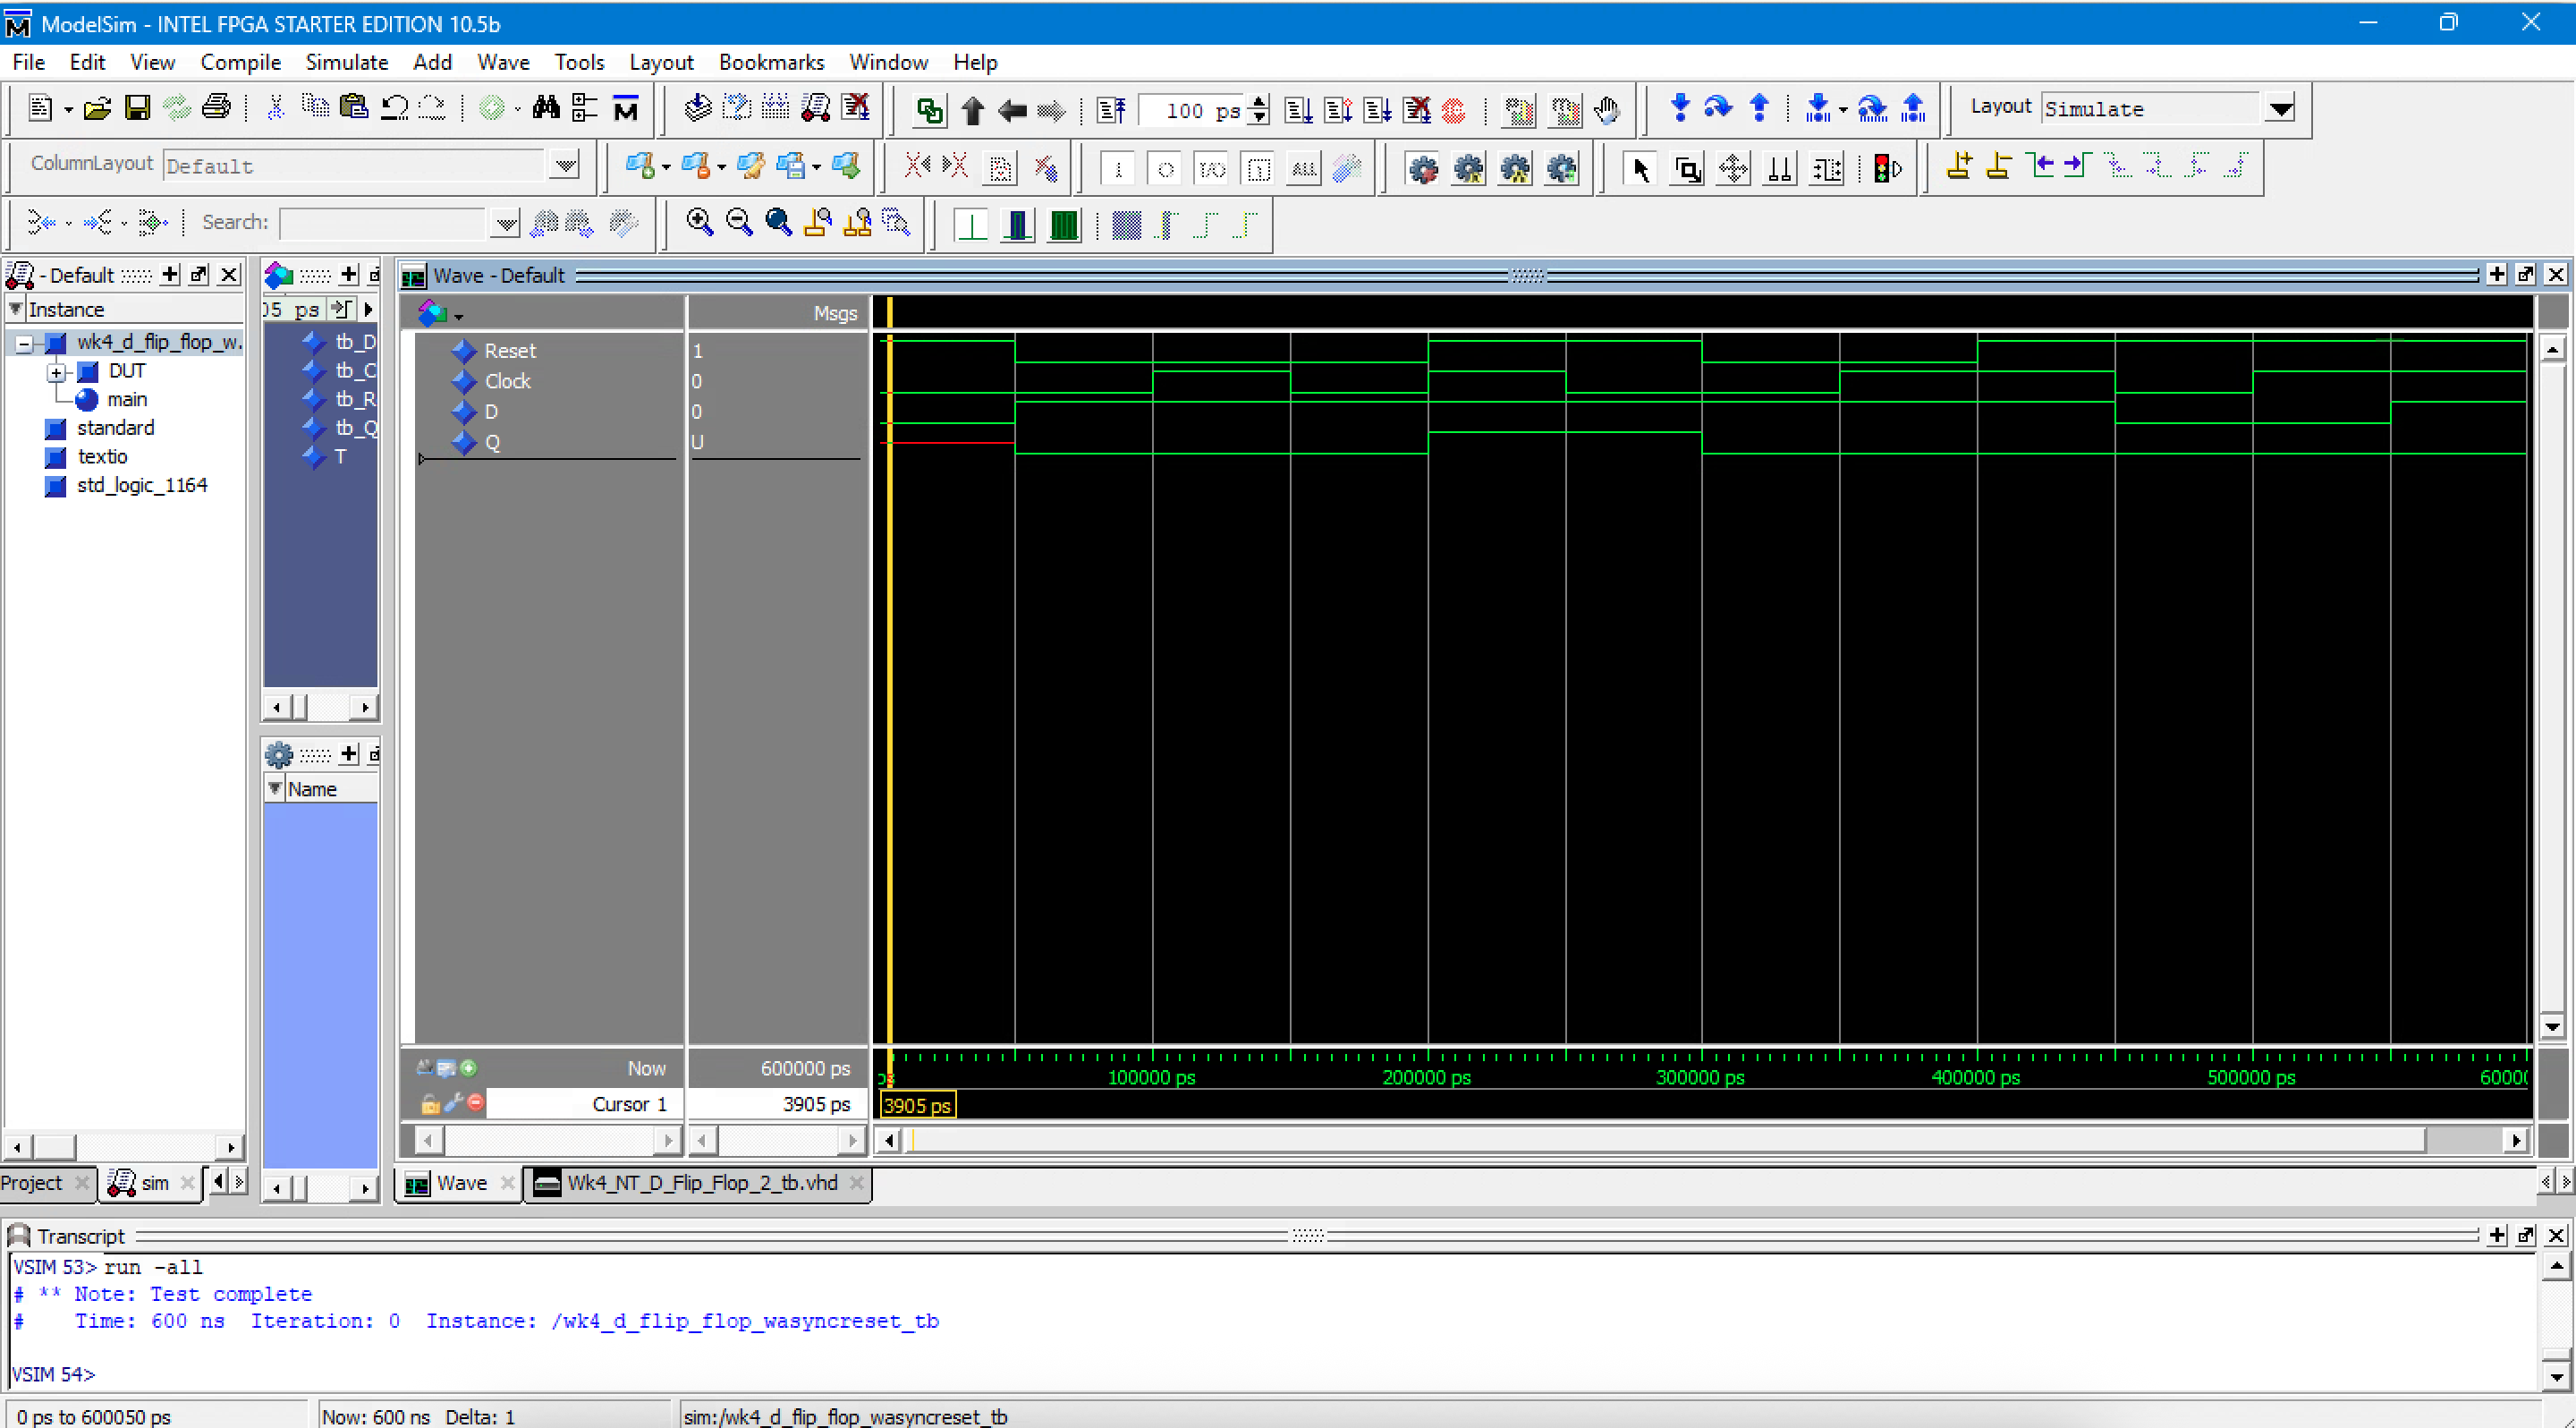 ModelSim - INTEL FPGA STARTER EDITION 10.5b
File Edit View Compile Simulate Add Wave Tools Layout Bookmarks Window Help
100 ps
Layout Simulate
ColumnLayout Default
ALL
Search:
- Default
Wave - Default
Instance
05 ps
Msgs
wk4_d_flip_flop_w.
DUT
main
standard
textio
std_logic_1164
tb_D
tb_C
tb_R
tb_Q
T
Reset 1
Clock 0
D 0
Q U
Name
Now 600000 ps
ps 100000 ps 200000 ps 300000 ps 400000 ps 500000 ps 60000
Cursor 1 3905 ps
3905 ps
Project sim
Wave Wk4_NT_D_Flip_Flop_2_tb.vhd
Transcript
VSIM 53> run -all
# ** Note: Test complete
# Time: 600 ns Iteration: 0 Instance: /wk4_d_flip_flop_wasyncreset_tb
VSIM 54>
0 ps to 600050 ps Now: 600 ns Delta: 1 sim:/wk4_d_flip_flop_wasyncreset_tb